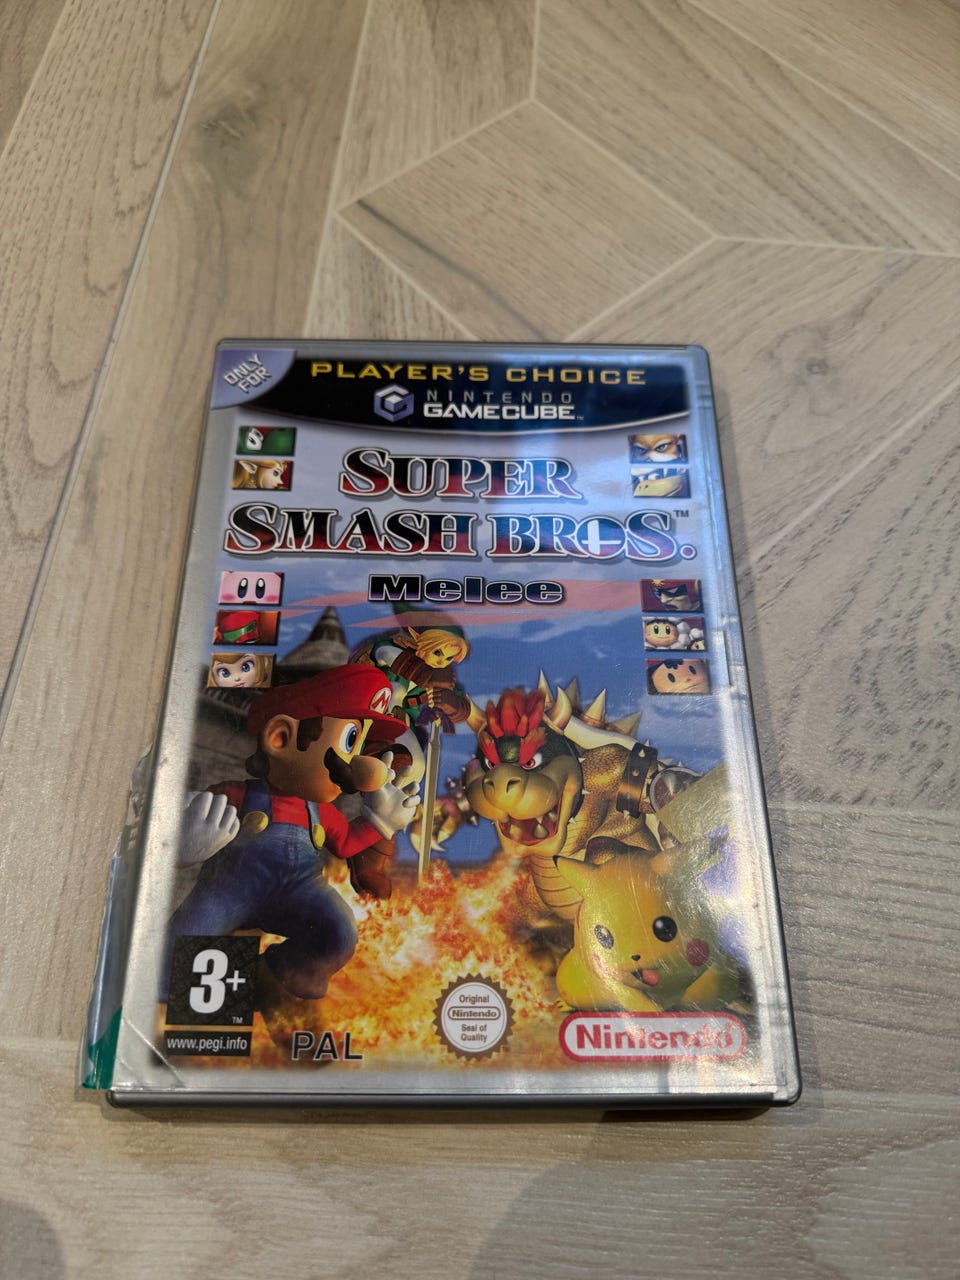 ONLY
FOR
PLAYER'S CHOICE
NINTENDO
GAMECUBE™
SUPER
SMASH BROS.™
Melee
M
3+
™
www.pegi.info
PAL
Original
Nintendo
Seal of
Quality
Nintendo